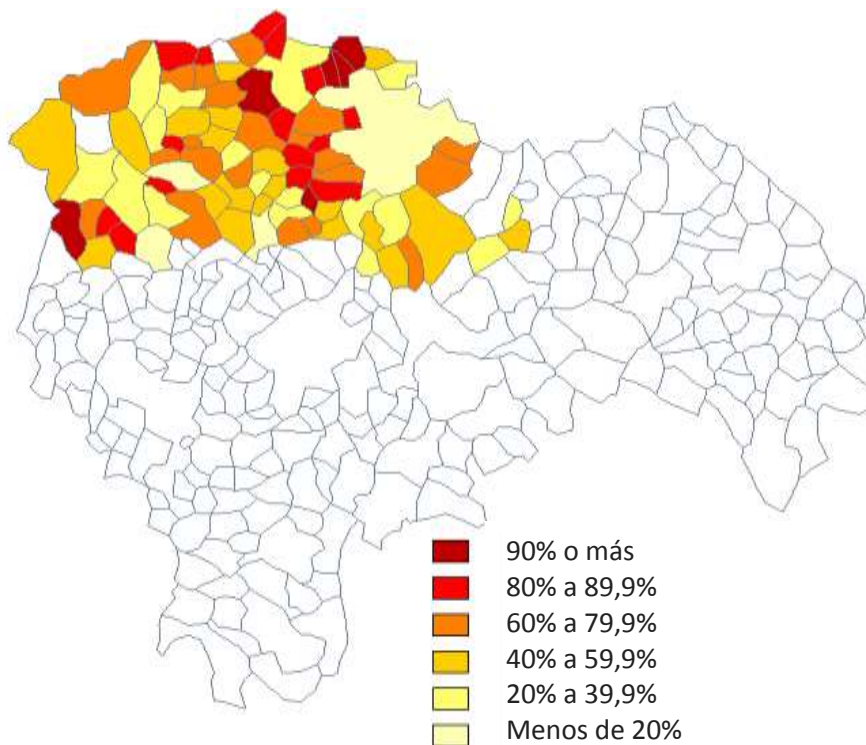 90% o más
80% a 89,9%
60% a 79,9%
40% a 59,9%
20% a 39,9%
Menos de 20%